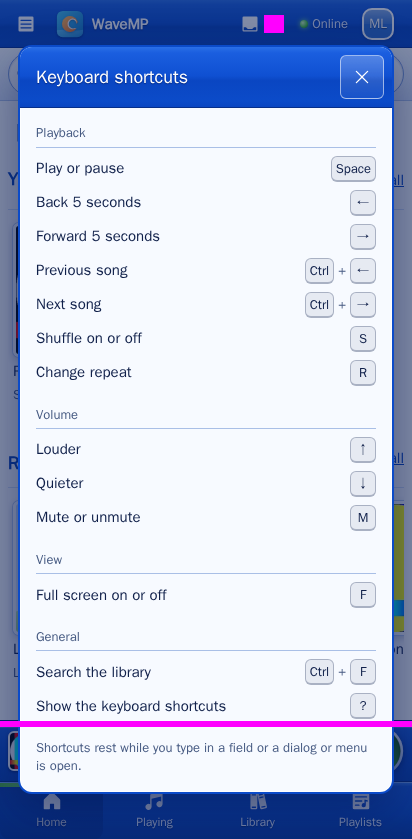 WaveMP
Online
ML
Keyboard shortcuts
Playback
Play or pause Space
Back 5 seconds ←
Forward 5 seconds →
Previous song Ctrl + ←
Next song Ctrl + →
Shuffle on or off S
Change repeat R
Volume
Louder ↑
Quieter ↓
Mute or unmute M
View
Full screen on or off F
General
Search the library Ctrl + F
Show the keyboard shortcuts ?
Shortcuts rest while you type in a field or a dialog or menu
is open.
Home Playing Library Playlists